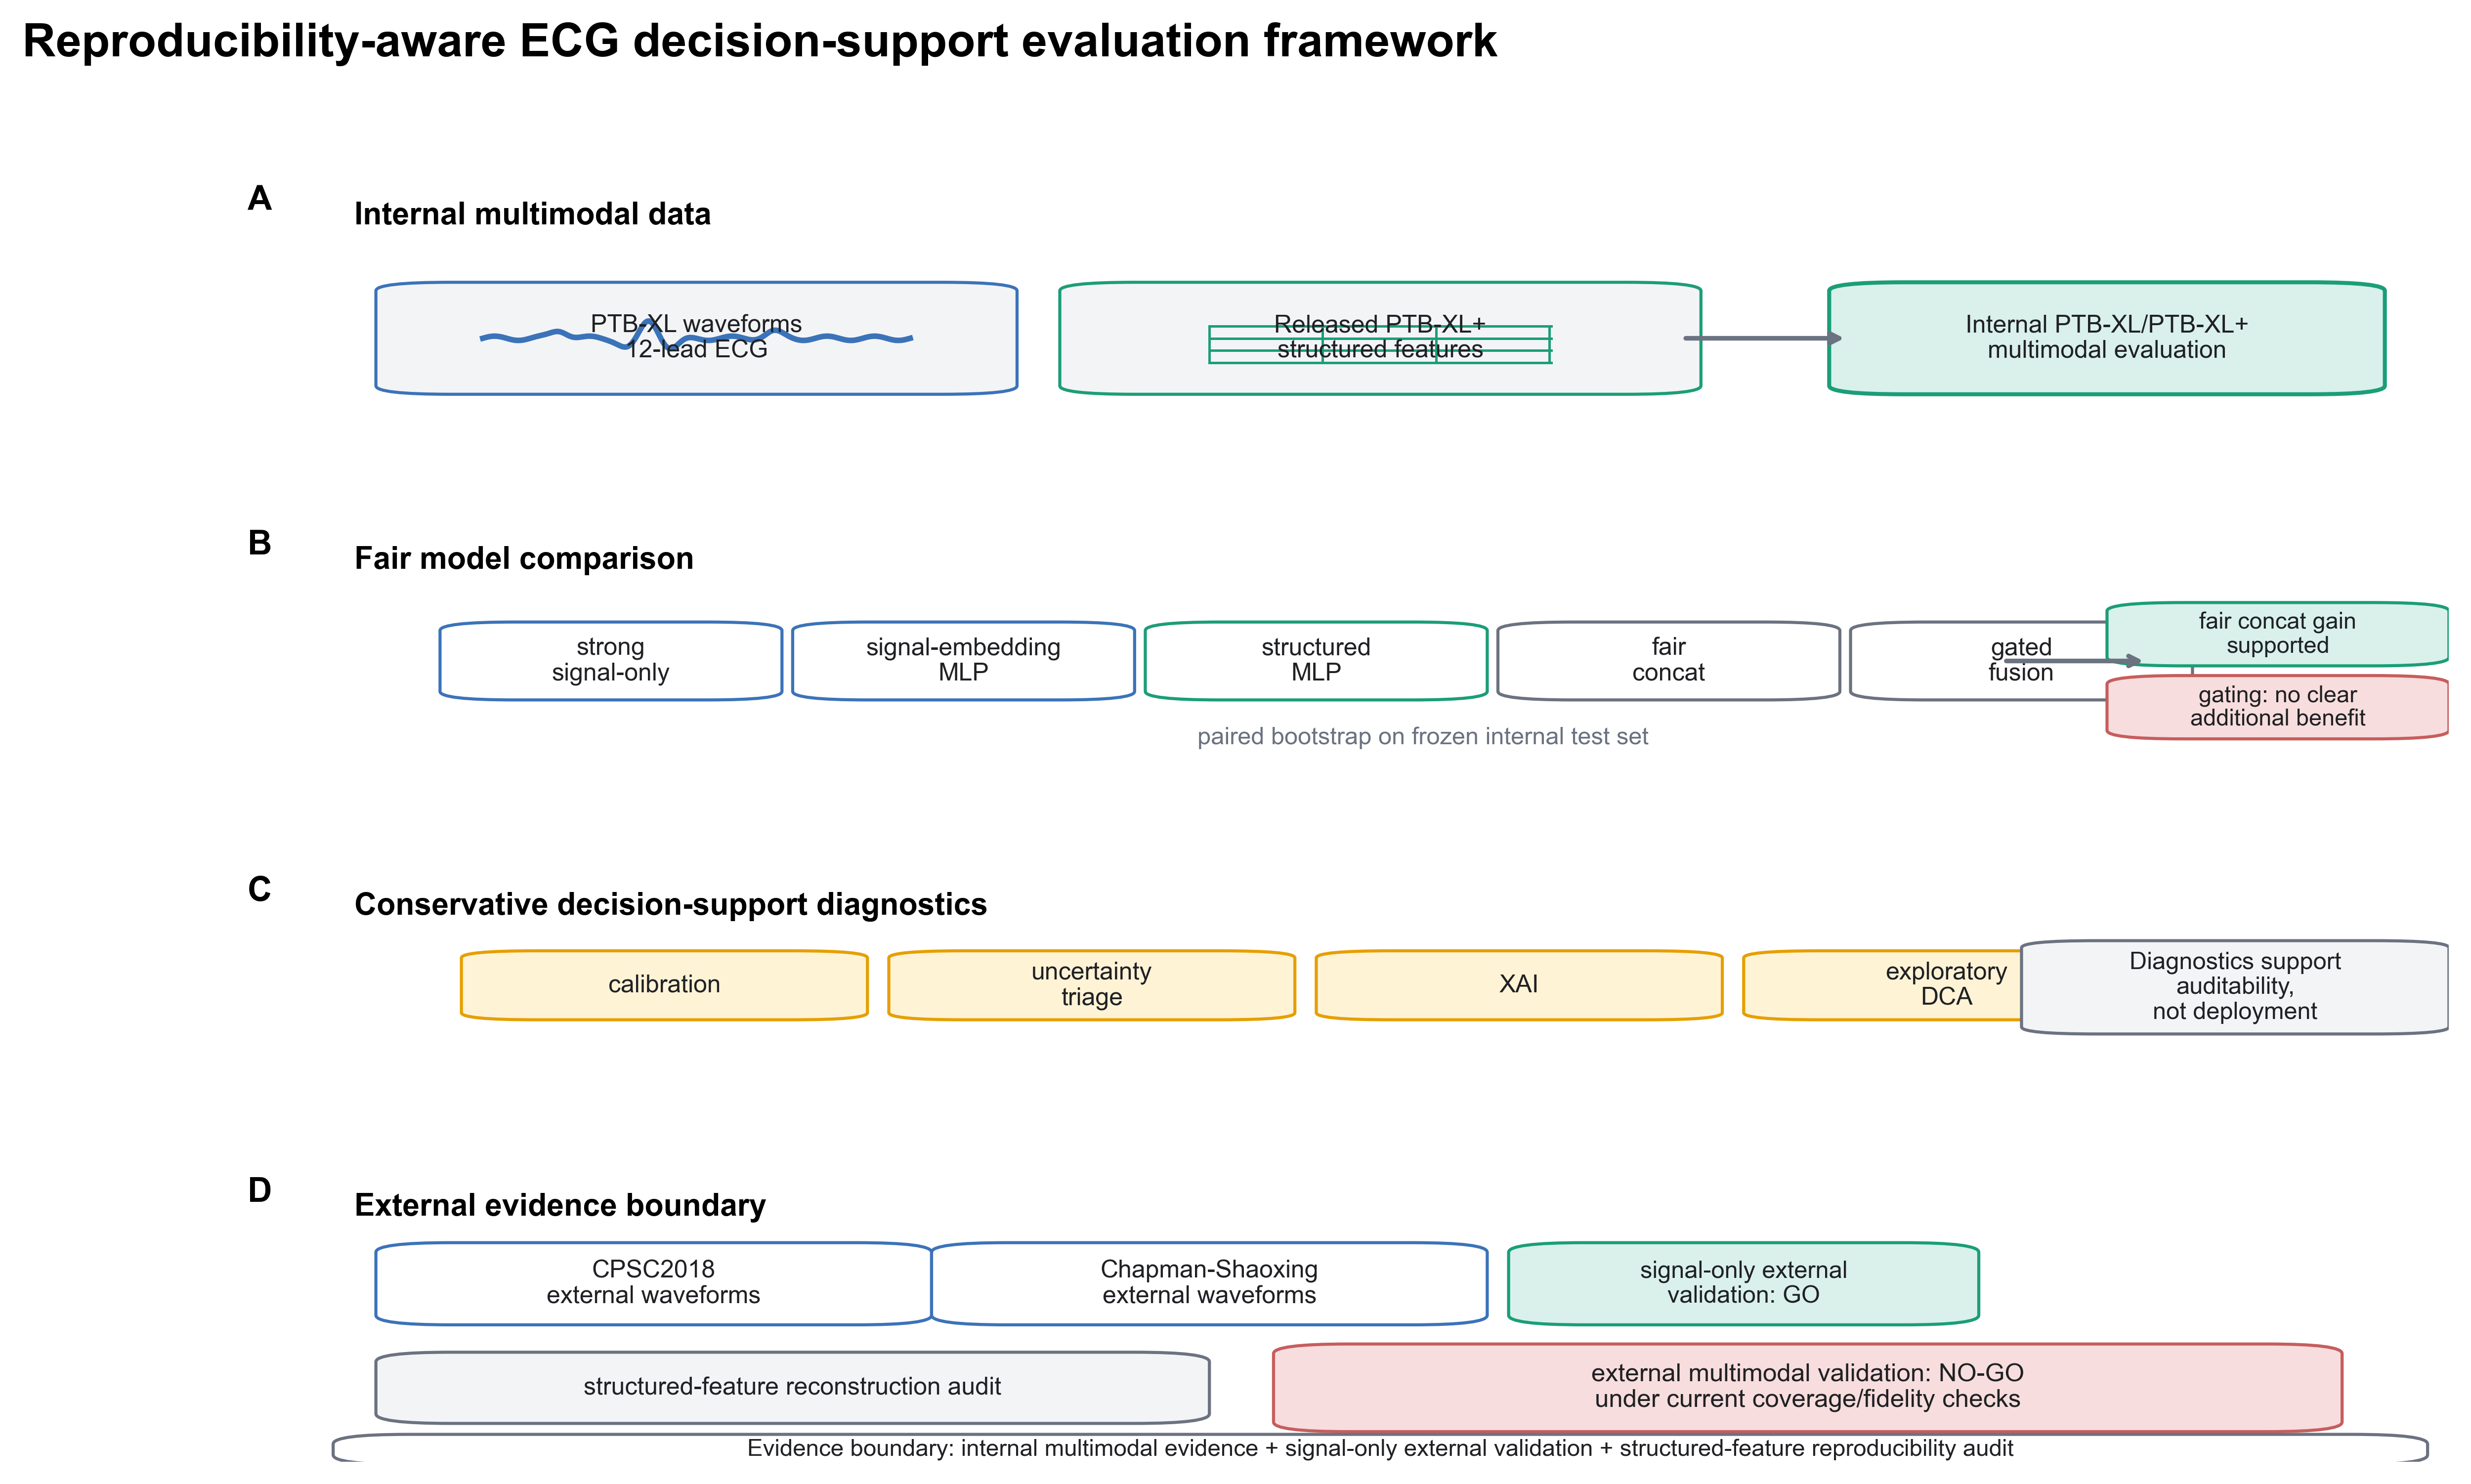 Reproducibility-aware ECG decision-support evaluation framework
A
Internal multimodal data
PTB-XL waveforms
12-lead ECG
Released PTB-XL+
structured features
Internal PTB-XL/PTB-XL+
multimodal evaluation
B
Fair model comparison
strong
signal-only
signal-embedding
MLP
structured
MLP
fair
concat
gated
fusion
fair concat gain
supported
gating: no clear
additional benefit
paired bootstrap on frozen internal test set
C
Conservative decision-support diagnostics
calibration
uncertainty
triage
XAI
exploratory
DCA
Diagnostics support
auditability,
not deployment
D
External evidence boundary
CPSC2018
external waveforms
Chapman-Shaoxing
external waveforms
signal-only external
validation: GO
structured-feature reconstruction audit
external multimodal validation: NO-GO
under current coverage/fidelity checks
Evidence boundary: internal multimodal evidence + signal-only external validation + structured-feature reproducibility audit